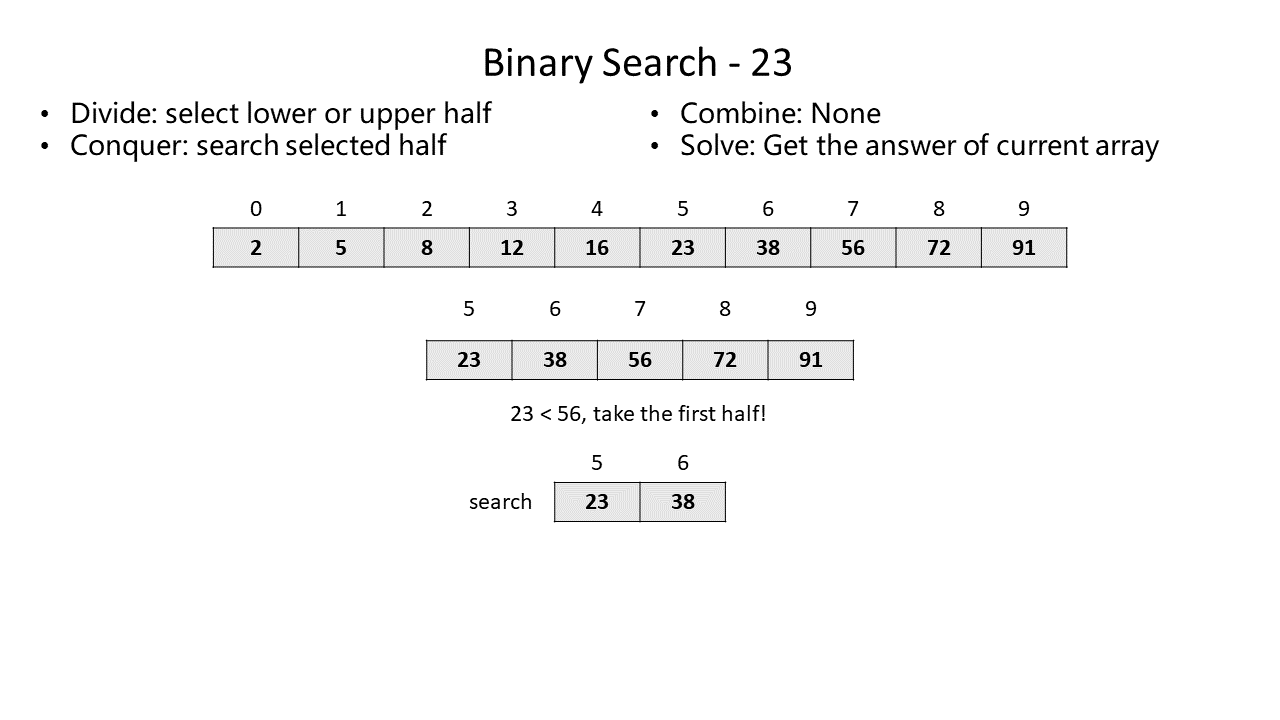 Binary Search - 23
• Divide: select lower or upper half
• Conquer: search selected half
• Combine: None
• Solve: Get the answer of current array
0 1 2 3 4 5 6 7 8 9
2 5 8 12 16 23 38 56 72 91
5 6 7 8 9
23 38 56 72 91
23 < 56, take the first half!
5 6
search 23 38